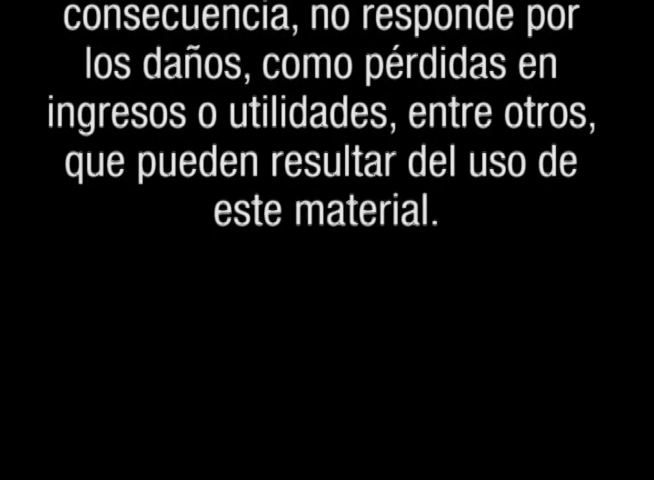 consecuencia, no responde por
los daños, como pérdidas en
ingresos o utilidades, entre otros,
que pueden resultar del uso de
este material.